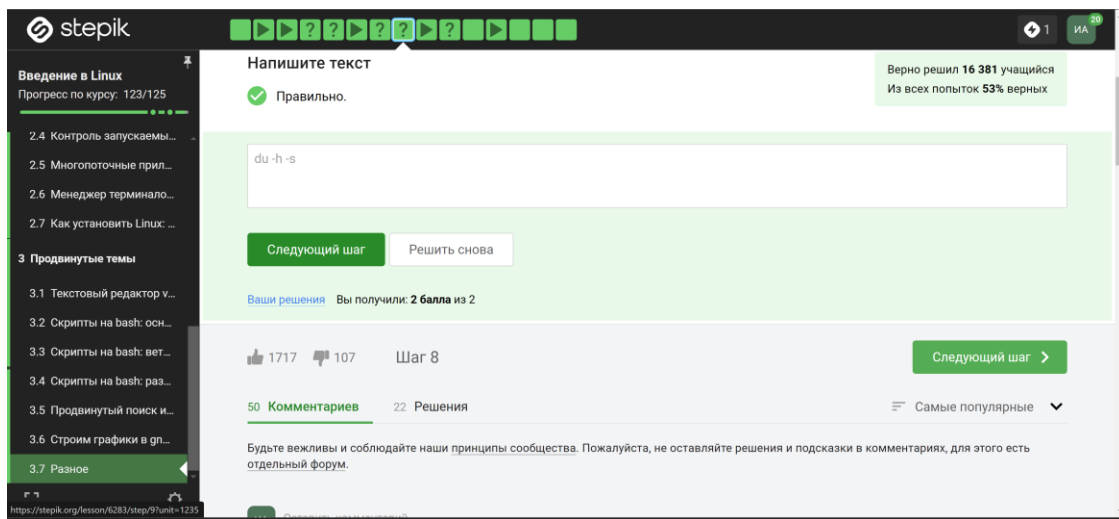 stepik
? ? ? ? ?
1
ИА
20
Введение в Linux
Прогресс по курсу: 123/125
2.4 Контроль запускаемы...
2.5 Многопоточные прил...
2.6 Менеджер терминало...
2.7 Как установить Linux: ...
3 Продвинутые темы
3.1 Текстовый редактор v...
3.2 Скрипты на bash: осн...
3.3 Скрипты на bash: вет...
3.4 Скрипты на bash: раз...
3.5 Продвинутый поиск и...
3.6 Строим графики в gn...
3.7 Разное
https://stepik.org/lesson/6283/step/9?unit=1235
Напишите текст
Правильно.
Верно решил 16 381 учащийся
Из всех попыток 53% верных
du -h -s
Следующий шаг
Решить снова
Ваши решения Вы получили: 2 балла из 2
1717 107 Шаг 8
Следующий шаг
50 Комментариев 22 Решения
Самые популярные
Будьте вежливы и соблюдайте наши принципы сообщества. Пожалуйста, не оставляйте решения и подсказки в комментариях, для этого есть
отдельный форум.